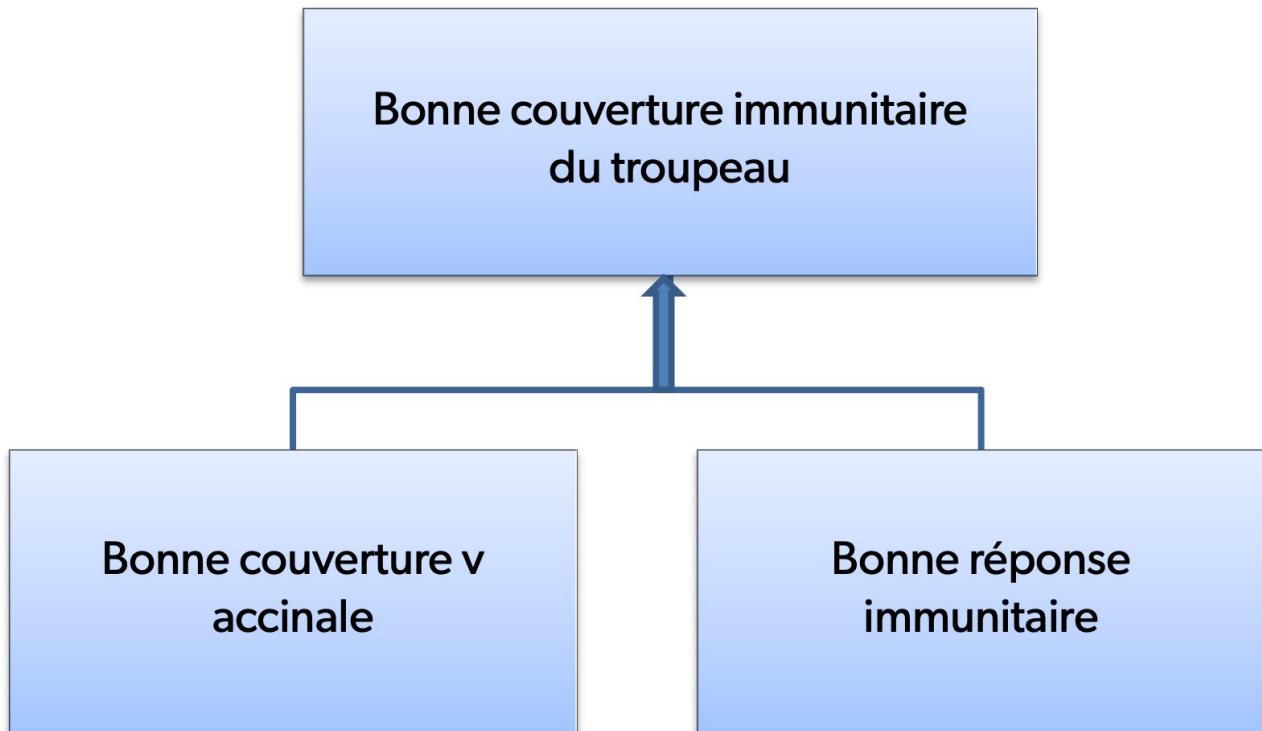 Bonne couverture immunitaire
du troupeau
Bonne couverture v
accinale
Bonne réponse
immunitaire